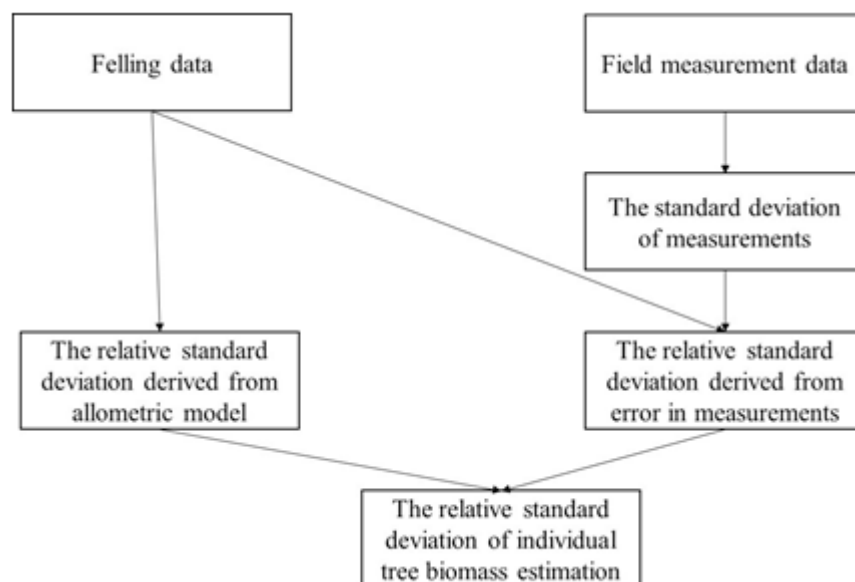 Felling data
Field measurement data
The standard deviation
of measurements
The relative standard
deviation derived from
allometric model
The relative standard
deviation derived from
error in measurements
The relative standard
deviation of individual
tree biomass estimation